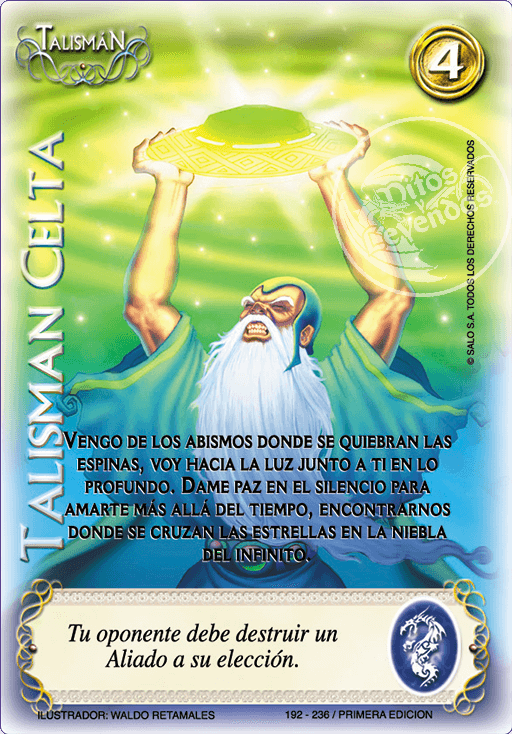 TALISMÁN
4
TALISMAN CELTA
Mitos
y
Leyendas
© SALO S.A. TODOS LOS DERECHOS RESERVADOS
VENGO DE LOS ABISMOS DONDE SE QUIEBRAN LAS
ESPINAS, VOY HACIA LA LUZ JUNTO A TI EN LO
PROFUNDO. DAME PAZ EN EL SILENCIO PARA
AMARTE MÁS ALLÁ DEL TIEMPO, ENCONTRARNOS
DONDE SE CRUZAN LAS ESTRELLAS EN LA NIEBLA
DEL INFINITO.
Tu oponente debe destruir un
Aliado a su elección.
ILUSTRADOR: WALDO RETAMALES
192 - 236 / PRIMERA EDICION